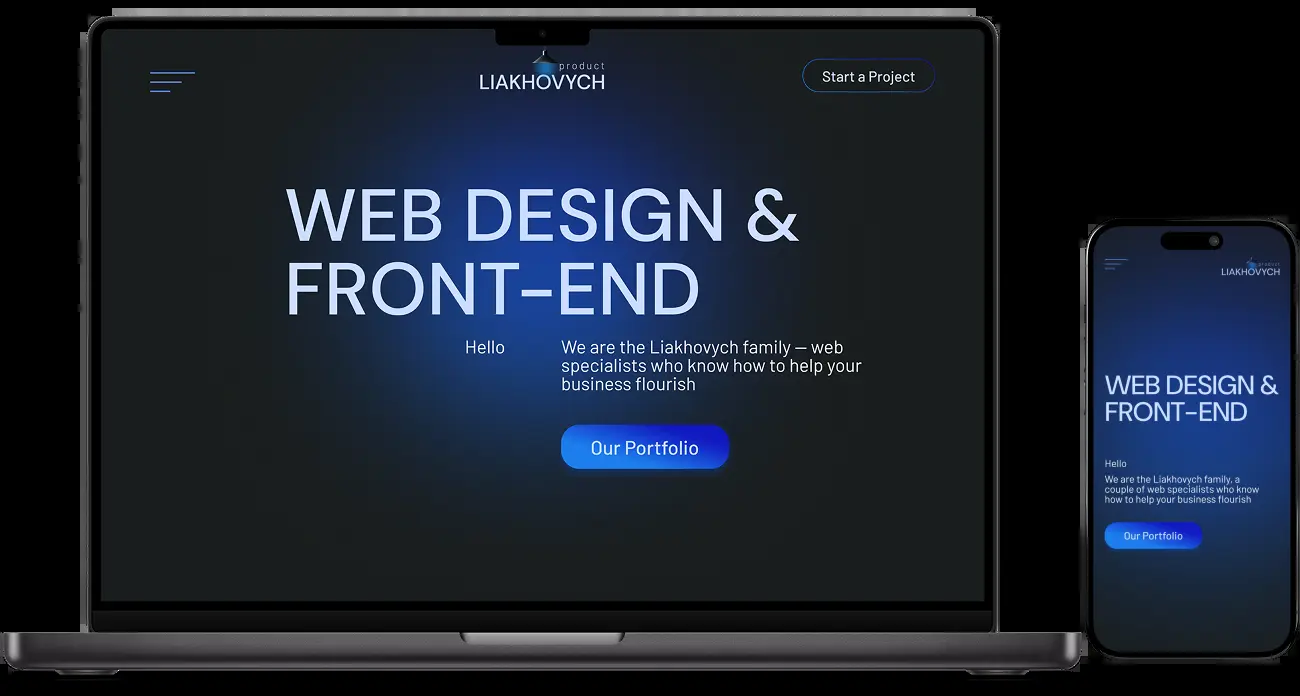 product
LIAKHOVYCH
Start a Project
WEB DESIGN &
FRONT-END
Hello
We are the Liakhovych family — web
specialists who know how to help your
business flourish
Our Portfolio
product
LIAKHOVYCH
WEB DESIGN &
FRONT-END
Hello
We are the Liakhovych family, a
couple of web specialists who know
how to help your business flourish
Our Portfolio